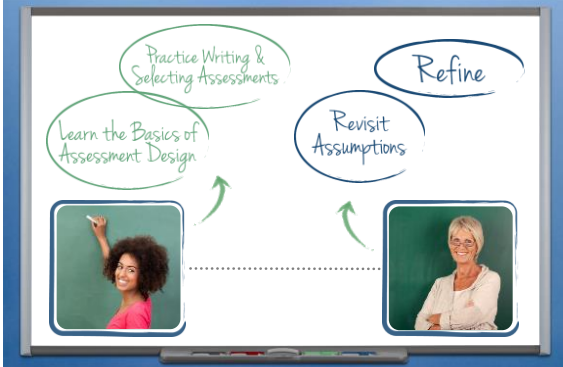 Practice Writing &
Selecting Assessments
Learn the Basics of
Assessment Design
Refine
Revisit
Assumptions